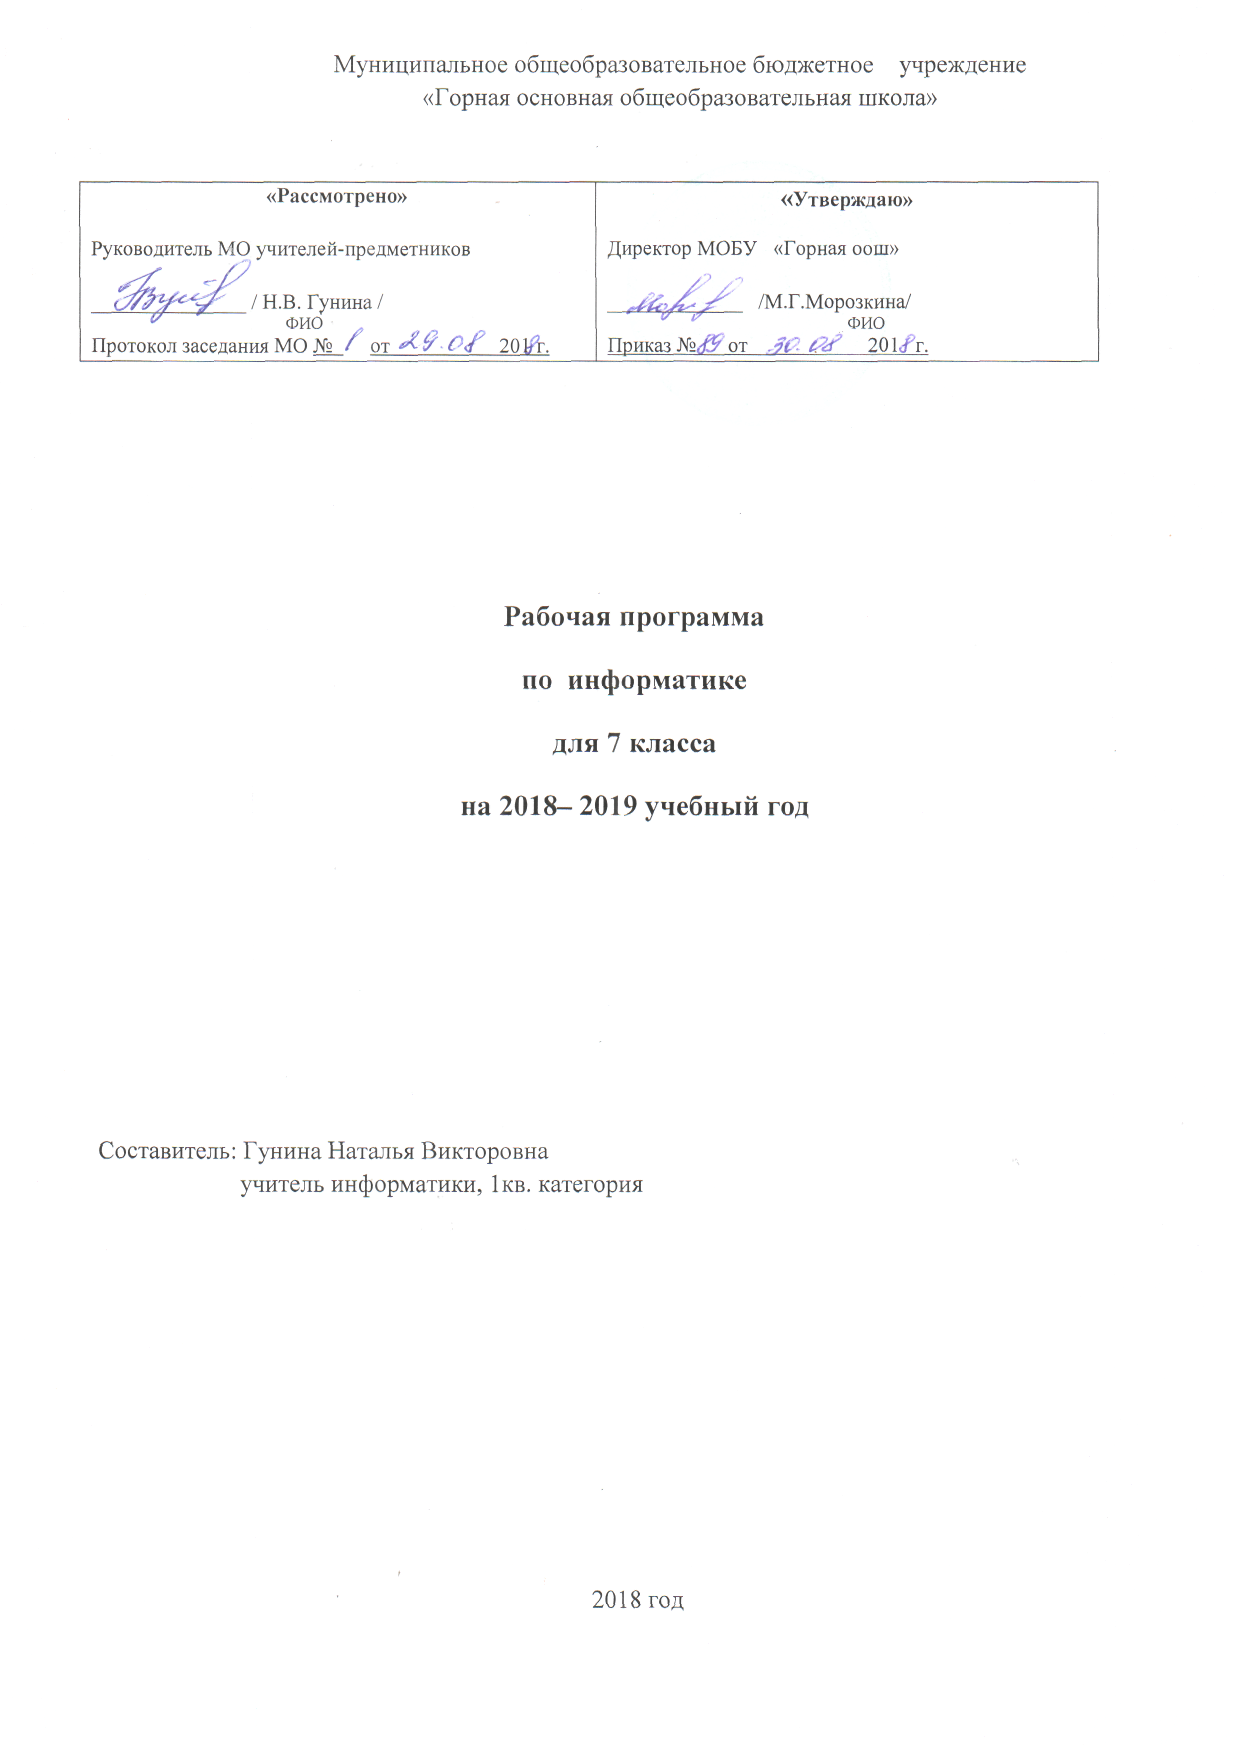 Муниципальное общеобразовательное бюджетное учреждение
«Горная основная общеобразовательная школа»
«Рассмотрено»
Руководитель МО учителей-предметников
/ Н.В. Гунина /
ФИО
Протокол заседания МО № 1 от 29.08 2018г.
«Утверждаю»
Директор МОБУ «Горная оош»
/М.Г.Морозкина/
ФИО
Приказ №89 от 30.08 2018 г.
Рабочая программа
по информатике
для 7 класса
на 2018– 2019 учебный год
Составитель: Гунина Наталья Викторовна
учитель информатики, 1кв. категория
2018 год